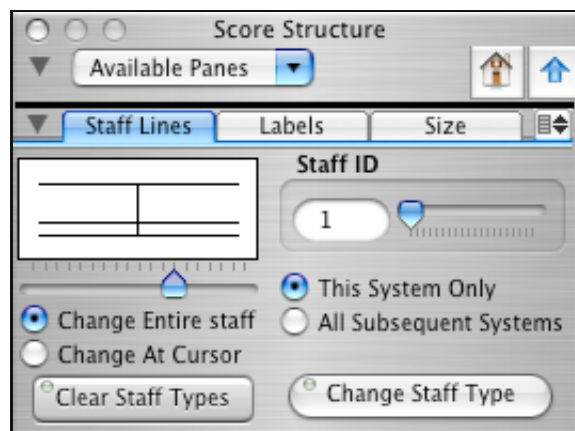 Score Structure
Available Panes
Staff Lines
Labels
Size
Staff ID
1
This System Only
Change Entire staff
All Subsequent Systems
Change At Cursor
Clear Staff Types
Change Staff Type